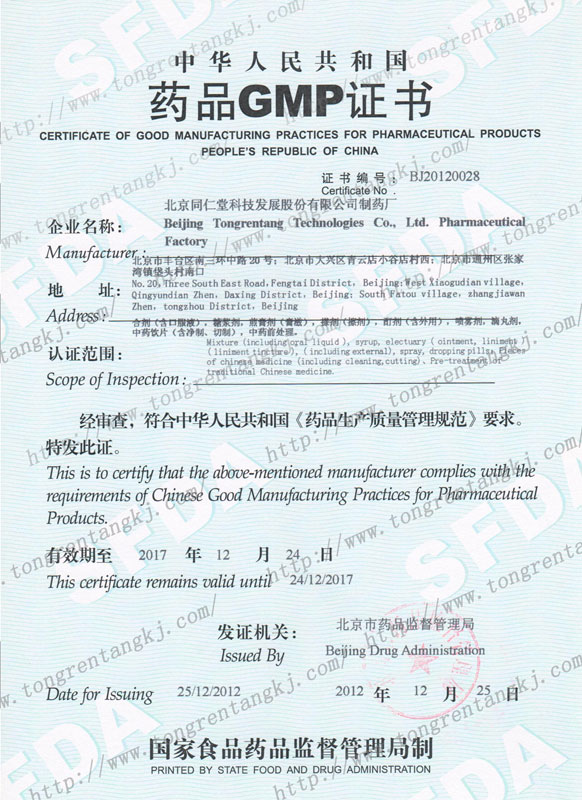 中华人民共和国
药品GMP证书
CERTIFICATE OF GOOD MANUFACTURING PRACTICES FOR PHARMACEUTICAL PRODUCTS
PEOPLE'S REPUBLIC OF CHINA
证书编号: BJ20120028
Certificate No :
北京同仁堂科技发展股份有限公司制药厂
企业名称: Beijing Tongrentang Technologies Co., Ltd. Pharmaceutical
Manufacturer: Factory
北京市丰台区南三环中路20号; 北京市大兴区青云店小谷店村西; 北京市通州区张家
湾镇垡头村南口
地 址: No. 20, Three South East Road, Fengtai District, Beijing; West Xiaogudian village,
Qingyundian Zhen, Daxing District, Beijing; South Fatou village, zhangjiawan
Address: Zhen, tongzhou District, Beijing;
合剂(含口服液), 糖浆剂, 煎膏剂(膏滋), 搽剂(擦剂), 酊剂(含外用), 喷雾剂, 滴丸剂,
中药饮片(含净制、切制), 中药前处理。
认证范围: Mixture (including oral liquid ), syrup, electuary ( ointment, liniment
( liniment tincture ), ( including external), spray, dropping pills. Pieces
of chinese medicine (including cleaning, cutting). Pre-treatment of
Scope of Inspection: traditional Chinese medicine.
经审查, 符合中华人民共和国《药品生产质量管理规范》要求。
特发此证。
This is to certify that the above-mentioned manufacturer complies with the
requirements of Chinese Good Manufacturing Practices for Pharmaceutical
Products.
有效期至 2017 年 12 月 24 日
This certificate remains valid until 24/12/2017
发证机关: 北京市药品监督管理局
Issued By Beijing Drug Administration
Date for Issuing 25/12/2012 2012 年 12 月 25 日
国家食品药品监督管理局制
PRINTED BY STATE FOOD AND DRUG ADMINISTRATION
SFDA
http://www.tongrentangkj.com/